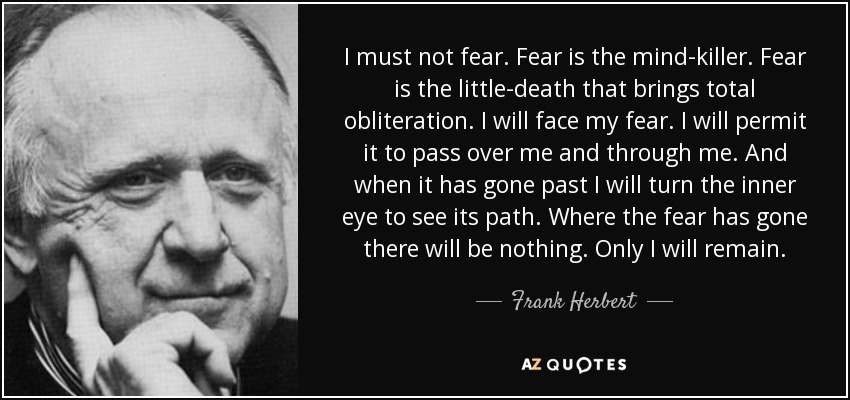 I must not fear. Fear is the mind-killer. Fear
is the little-death that brings total
obliteration. I will face my fear. I will permit
it to pass over me and through me. And
when it has gone past I will turn the inner
eye to see its path. Where the fear has gone
there will be nothing. Only I will remain.
Frank Herbert
AZ QUOTES